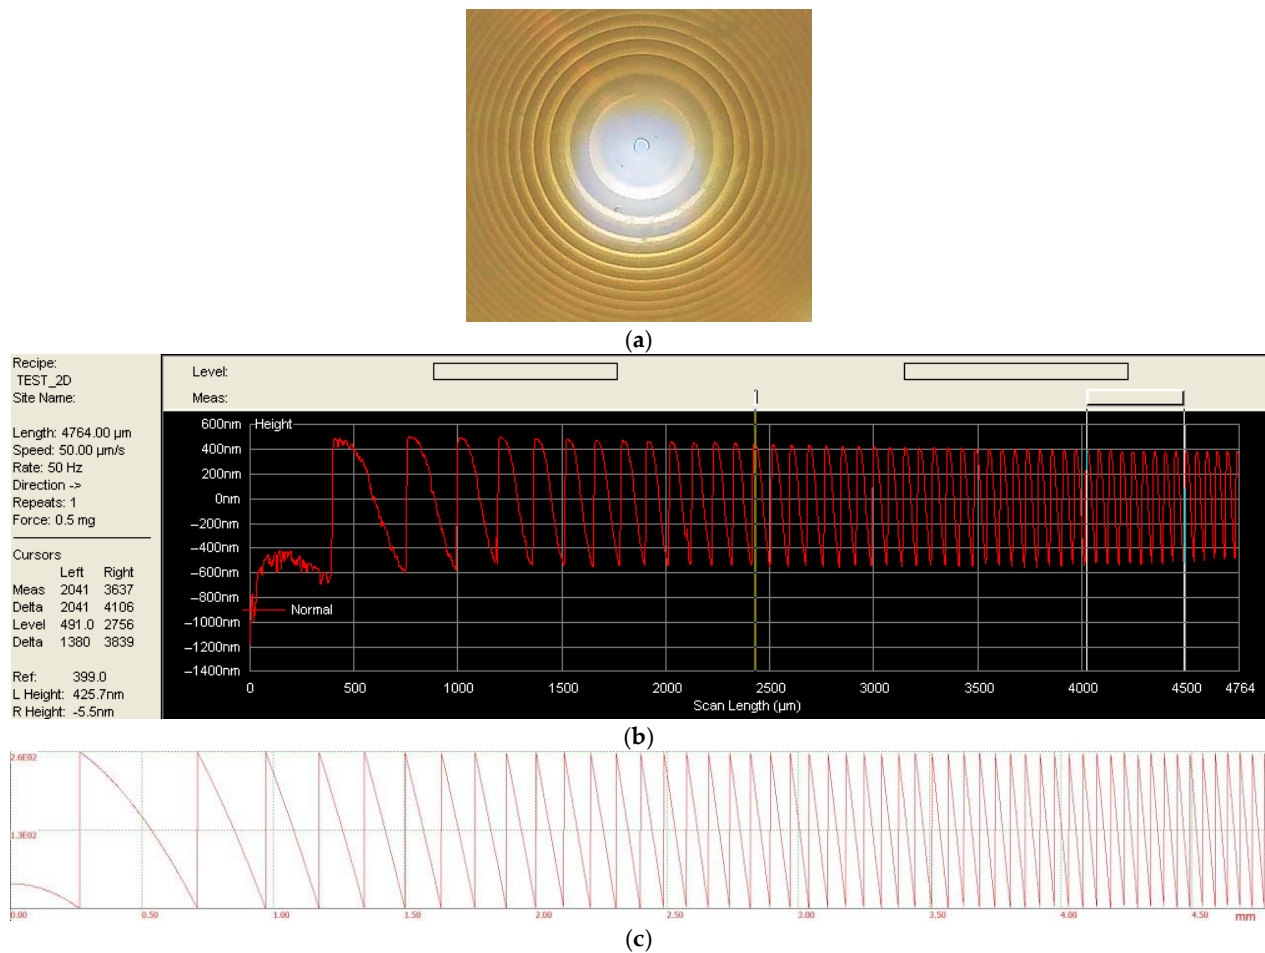 (a)
Recipe:
TEST_2D
Site Name:
Length: 4764.00 µm
Speed: 50.00 µm/s
Rate: 50 Hz
Direction ->
Repeats: 1
Force: 0.5 mg
Cursors
Left Right
Meas 2041 3637
Delta 2041 4106
Level 491.0 2756
Delta 1380 3839
Ref: 399.0
L Height: 425.7nm
R Height: -5.5nm
Level:
Meas:
600nm Height
400nm
200nm
0nm
-200nm
-400nm
-600nm
-800nm
Normal
-1000nm
-1200nm
-1400nm
0 500 1000 1500 2000 2500 3000 3500 4000 4500 4764
Scan Length (µm)
(b)
2.6E02
1.3E02
0.00 0.50 1.00 1.50 2.00 2.50 3.00 3.50 4.00 4.50 mm
(c)